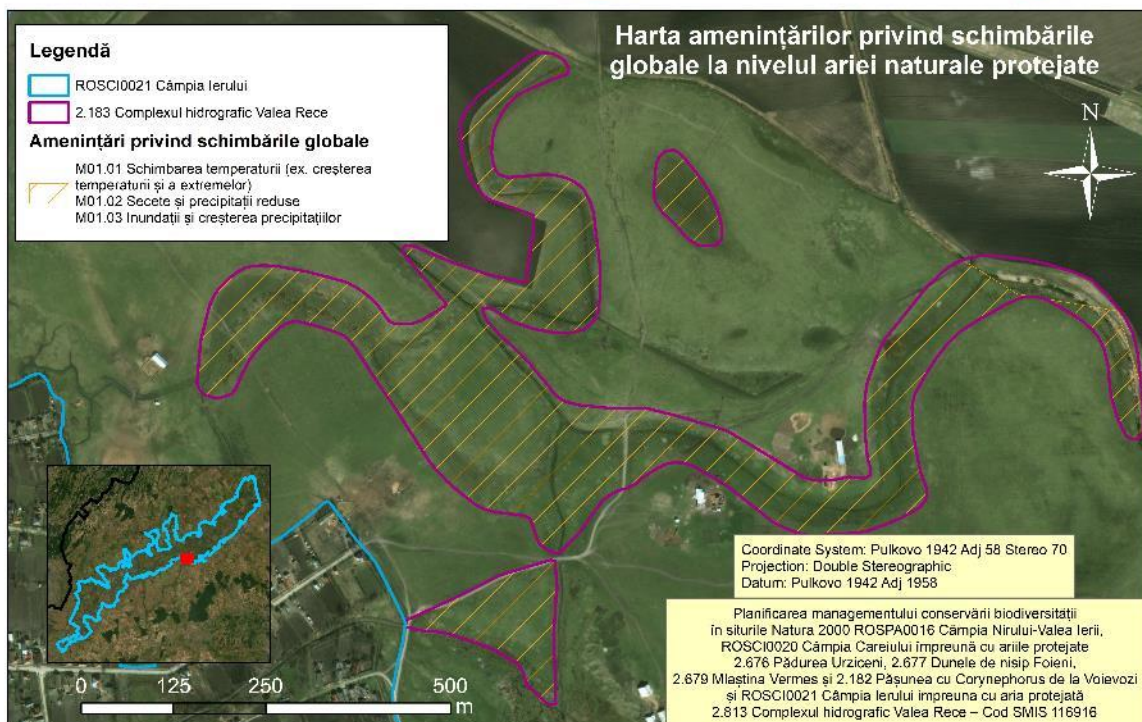 Harta amenințărilor privind schimbările
globale la nivelul ariei naturale protejate
Legendă
ROSCI0021 Câmpia Ierului
2.183 Complexul hidrografic Valea Rece
Amenințări privind schimbările globale
M01.01 Schimbarea temperaturii (ex. creșterea
temperaturii și a extremelor)
M01.02 Secete și precipitații reduse
M01.03 Inundații și creșterea precipitațiilor
N
0 125 250 500
m
Coordinate System: Pulkovo 1942 Adj 58 Stereo 70
Projection: Double Stereographic
Datum: Pulkovo 1942 Adj 1958
Planificarea managementului conservării biodiversității
în siturile Natura 2000 ROSPA0016 Câmpia Nirului-Valea Ierii,
ROSCI0020 Câmpia Careiului împreună cu ariile protejate
2.676 Pădurea Urziceni, 2.677 Dunele de nisip Foieni,
2.679 Mlaștina Vermes și 2.182 Pășunea cu Corynephorus de la Voievozi
și ROSCI0021 Câmpia Ierului impreuna cu aria protejată
2.813 Complexul hidrografic Valea Rece – Cod SMIS 116916